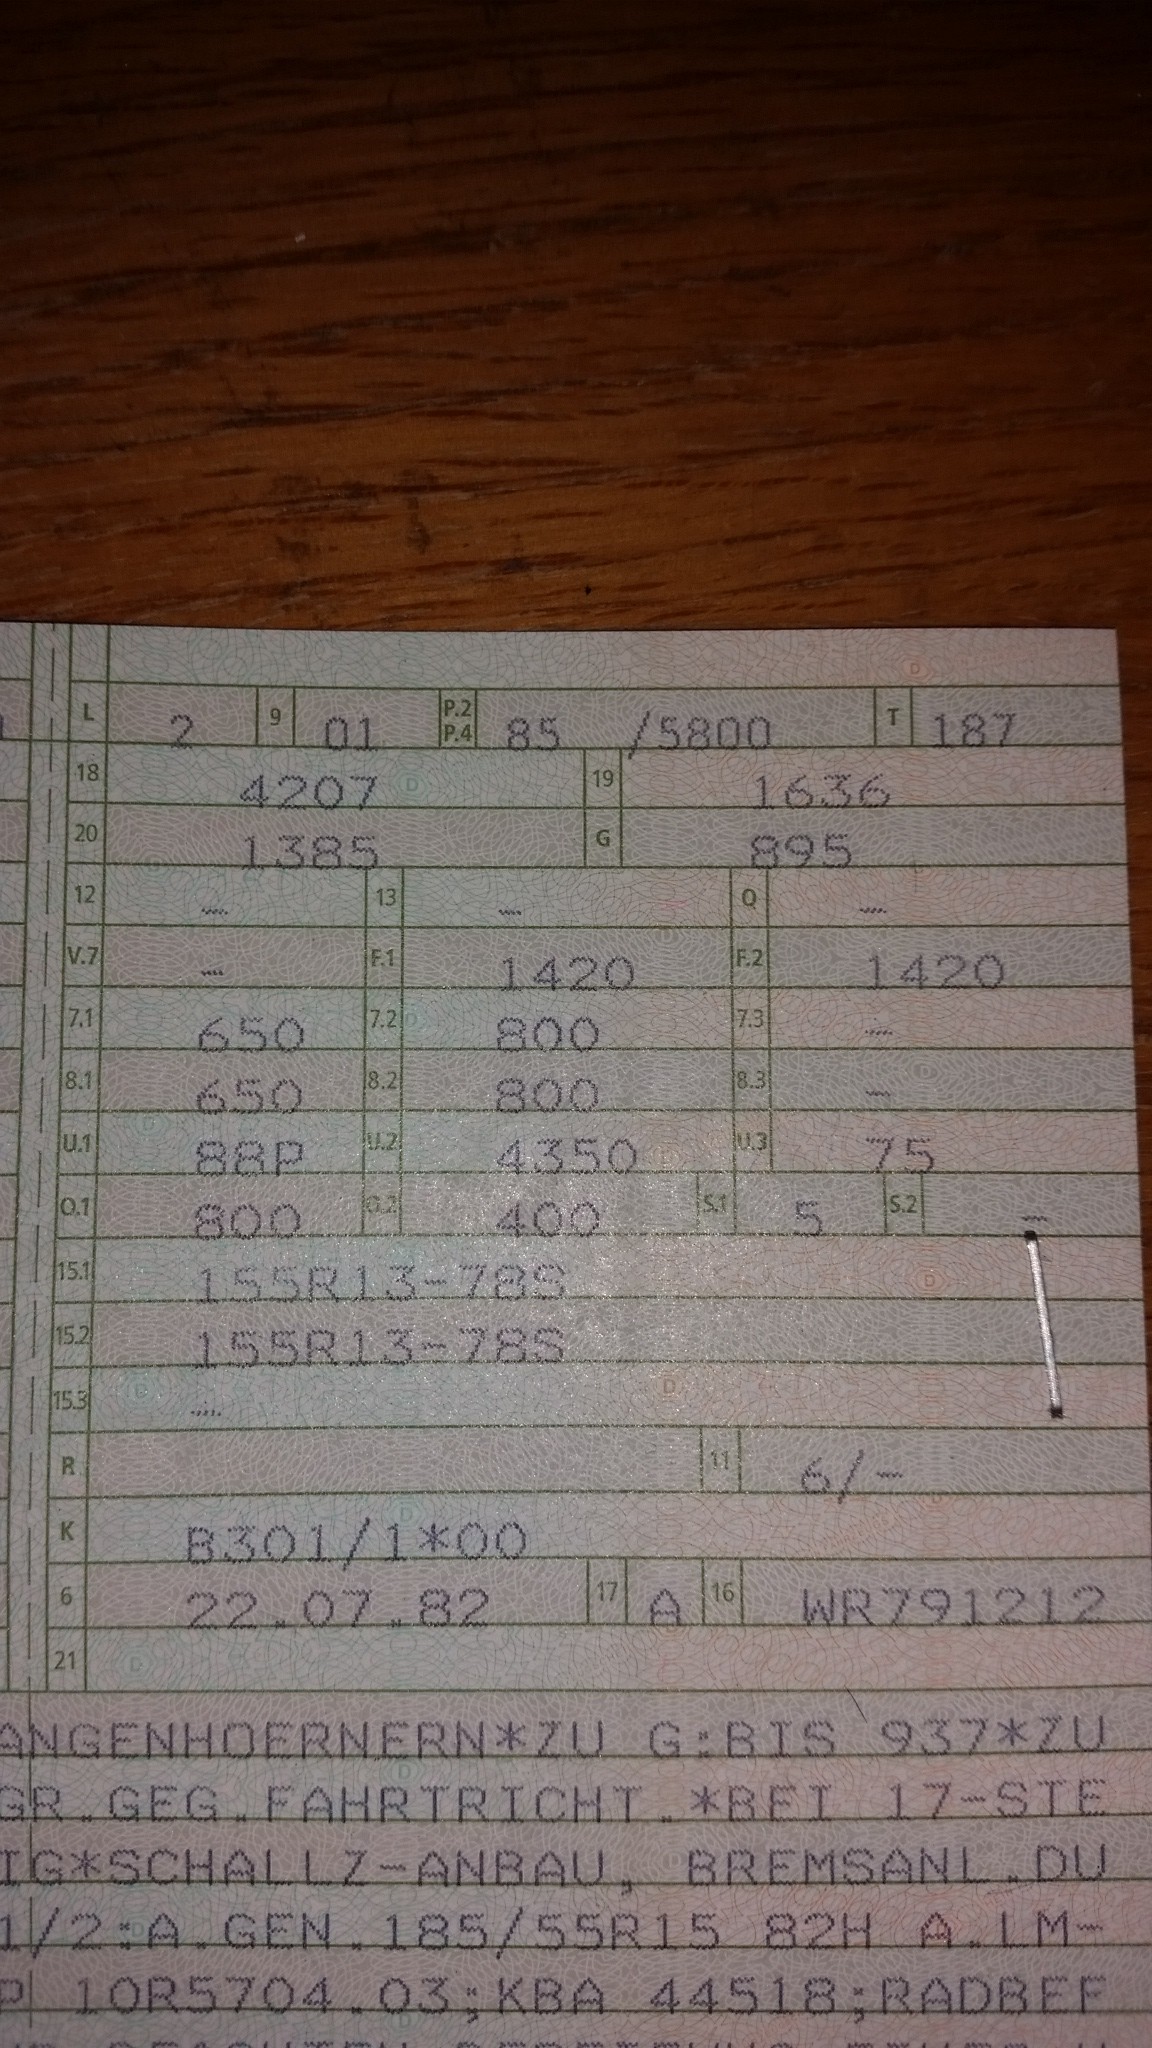 L 2 9 01 P.2 P.4 85 /5800 T 187
18 4207 19 1636
20 1385 G 895
12 — 13 — Q —
V.7 — F.1 1420 F.2 1420
7.1 650 7.2 800 7.3 —
8.1 650 8.2 800 8.3 —
U.1 88P U.2 4350 U.3 75
O.1 800 O.2 400 S.1 5 S.2 —
15.1 155R13-78S
15.2 155R13-78S
15.3 —
R 11 6/-
K B301/1*00
6 22.07.82 17 A 16 WR791212
21
ANGENHOERNERN*ZU G:BIS 937*ZU
GR.GEG.FAHRTRICHT.*BEI 17-STE
IG*SCHALLZ-ANBAU, BREMSANL.DU
1/2:A.GEN.185/55R15 82H A.LM-
P 10R5704.03;KBA 44518;RADBEF